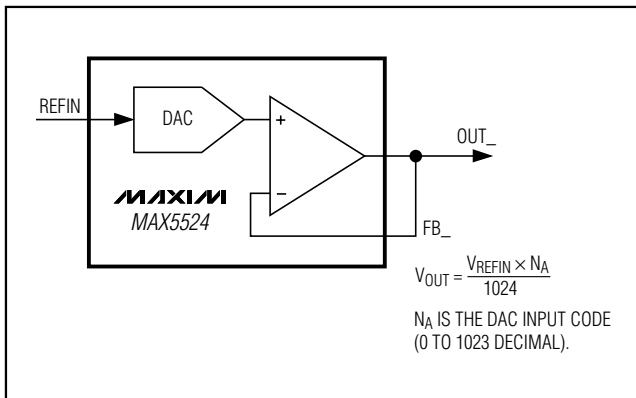 REFIN
DAC
+
OUT_
−
MAXIM
MAX5524
FB_
V_OUT = V_REFIN × N_A
1024
N_A IS THE DAC INPUT CODE
(0 TO 1023 DECIMAL).